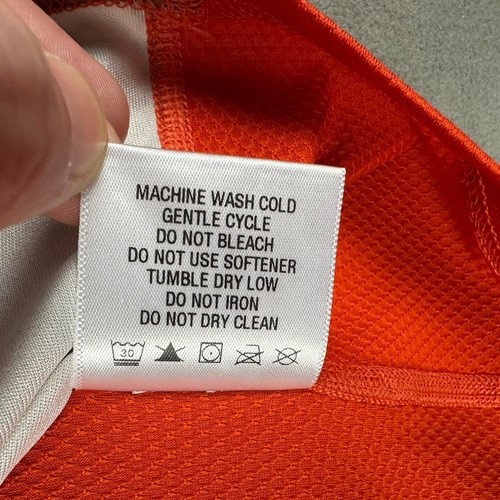 MACHINE WASH COLD
GENTLE CYCLE
DO NOT BLEACH
DO NOT USE SOFTENER
TUMBLE DRY LOW
DO NOT IRON
DO NOT DRY CLEAN
30